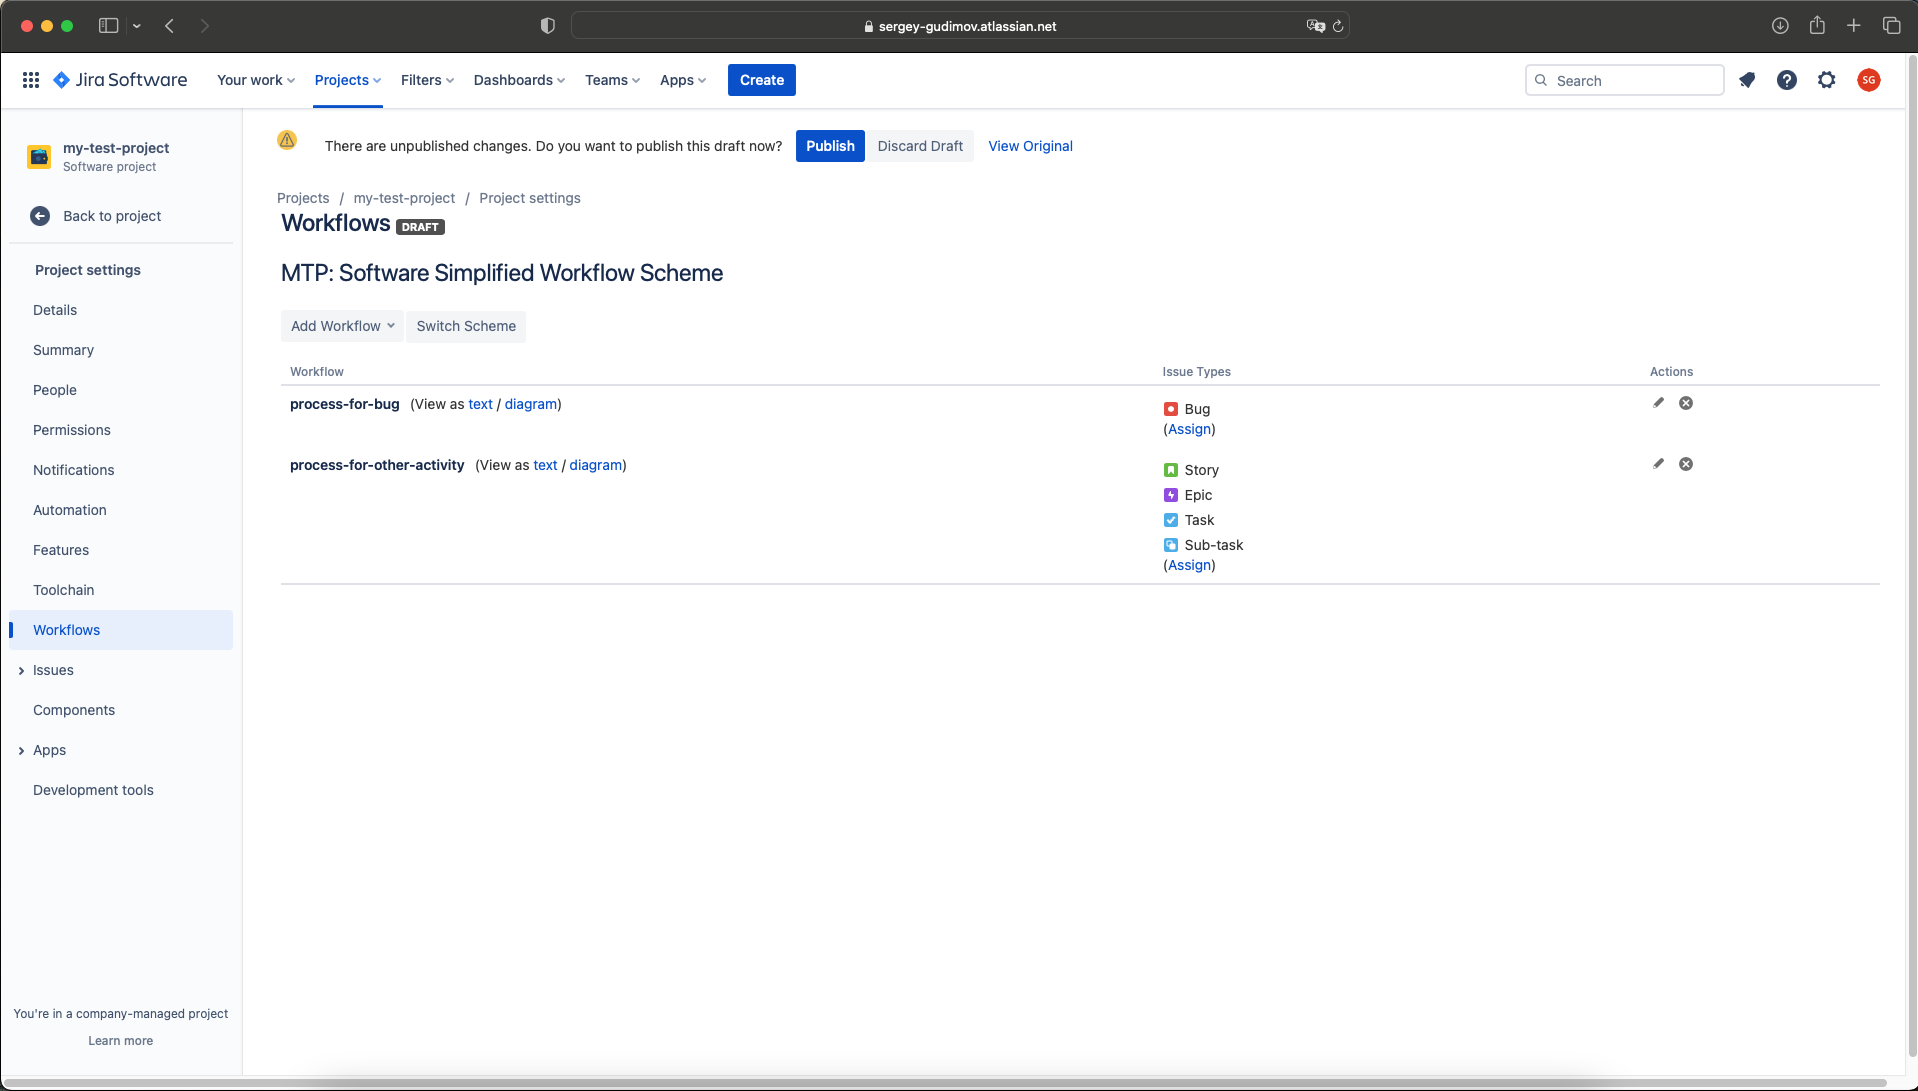 sergey-gudimov.atlassian.net
Jira Software Your work Projects Filters Dashboards Teams Apps Create Search SG
my-test-project
Software project
Back to project
Project settings
Details
Summary
People
Permissions
Notifications
Automation
Features
Toolchain
Workflows
Issues
Components
Apps
Development tools
You're in a company-managed project
Learn more
There are unpublished changes. Do you want to publish this draft now? Publish Discard Draft View Original
Projects / my-test-project / Project settings
Workflows DRAFT
MTP: Software Simplified Workflow Scheme
Add Workflow Switch Scheme
Workflow Issue Types Actions
process-for-bug (View as text / diagram)
Bug
(Assign)
process-for-other-activity (View as text / diagram)
Story
Epic
Task
Sub-task
(Assign)